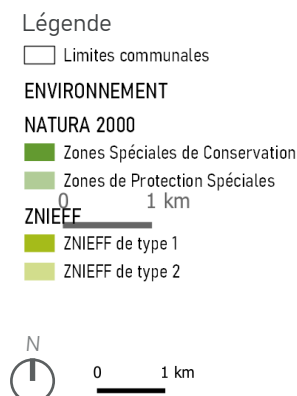 Légende
Limites communales
ENVIRONNEMENT
NATURA 2000
Zones Spéciales de Conservation
Zones de Protection Spéciales
0 1 km
ZNIEFF
ZNIEFF de type 1
ZNIEFF de type 2
N
0 1 km